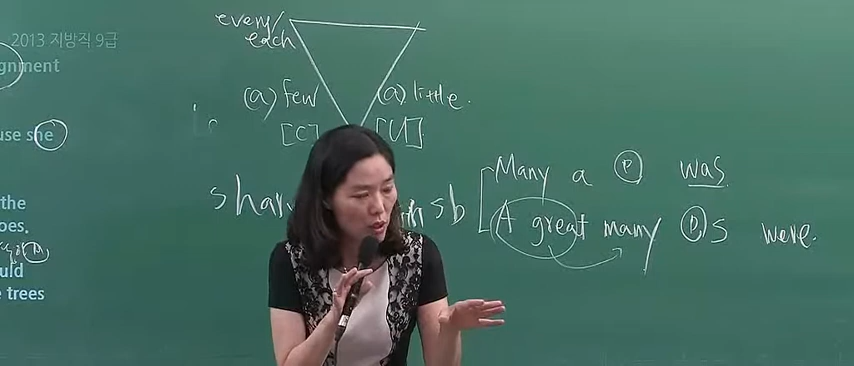 every/
each
2013 지방직 9급
gnment
(a) few
(a) little.
[C]
[U]
use she
Many a ⓟ was
shar
sb
A great many ⓟs were.
the
oes.
uld
e trees